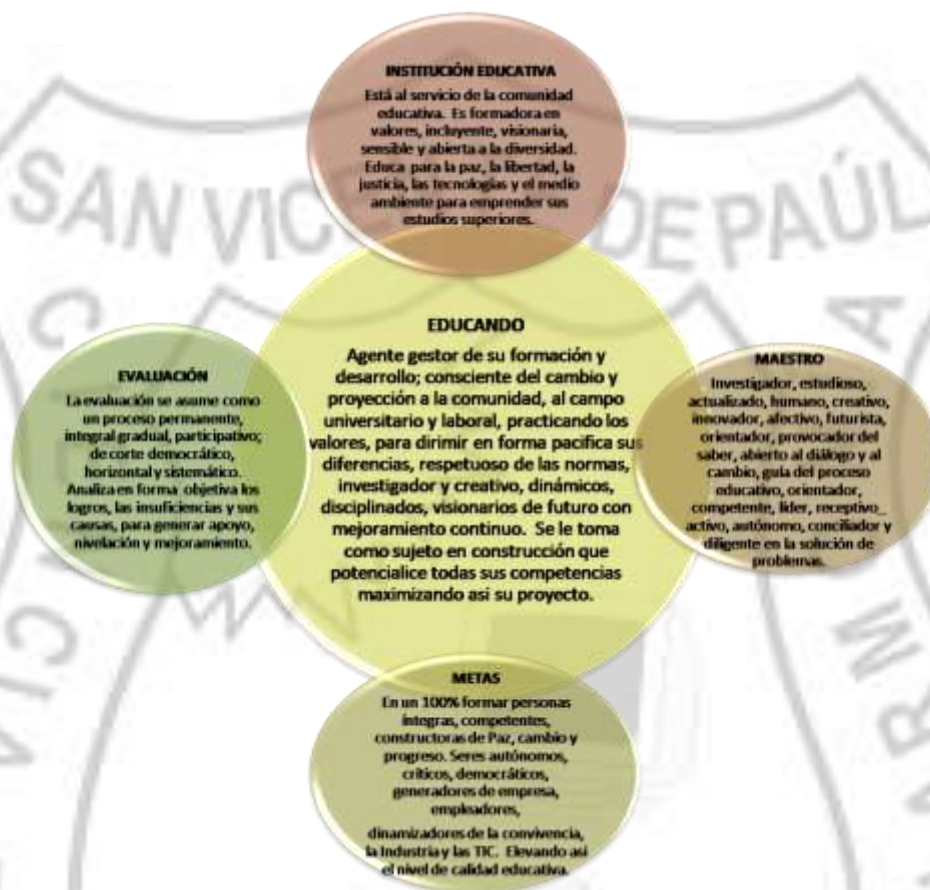 INSTITUCIÓN EDUCATIVA
Está al servicio de la comunidad
educativa. Es formadora en
valores, incluyente, visionaria,
sensible y abierta a la diversidad.
Educa para la paz, la libertad, la
justicia, las tecnologías y el medio
ambiente para emprender sus
estudios superiores.
SAN VIC DE PAÚL
EDUCANDO
Agente gestor de su formación y
desarrollo; consciente del cambio y
proyección a la comunidad, al campo
universitario y laboral, practicando los
valores, para dirimir en forma pacifica sus
diferencias, respetuoso de las normas,
investigador y creativo, dinámicos,
disciplinados, visionarios de futuro con
mejoramiento continuo. Se le toma
como sujeto en construcción que
potencialice todas sus competencias
maximizando asi su proyecto.
EVALUACIÓN
La evaluación se asume como
un proceso permanente,
integral gradual, participativo;
de corte democrático,
horizontal y sistemático.
Analiza en forma objetiva los
logros, las insuficiencias y sus
causas, para generar apoyo,
nivelación y mejoramiento.
MAESTRO
Investigador, estudioso,
actualizado, humano, creativo,
innovador, afectivo, futurista,
orientador, provocador del
saber, abierto al diálogo y al
cambio, guía del proceso
educativo, orientador,
competente, líder, receptivo_
activo, autónomo, conciliador y
diligente en la solución de
problemas.
METAS
En un 100% formar personas
íntegras, competentes,
constructoras de Paz, cambio y
progreso. Seres autónomos,
críticos, democráticos,
generadores de empresa,
empleadores,
dinamizadores de la convivencia,
la Industria y las TIC. Elevando así
el nivel de calidad educativa.